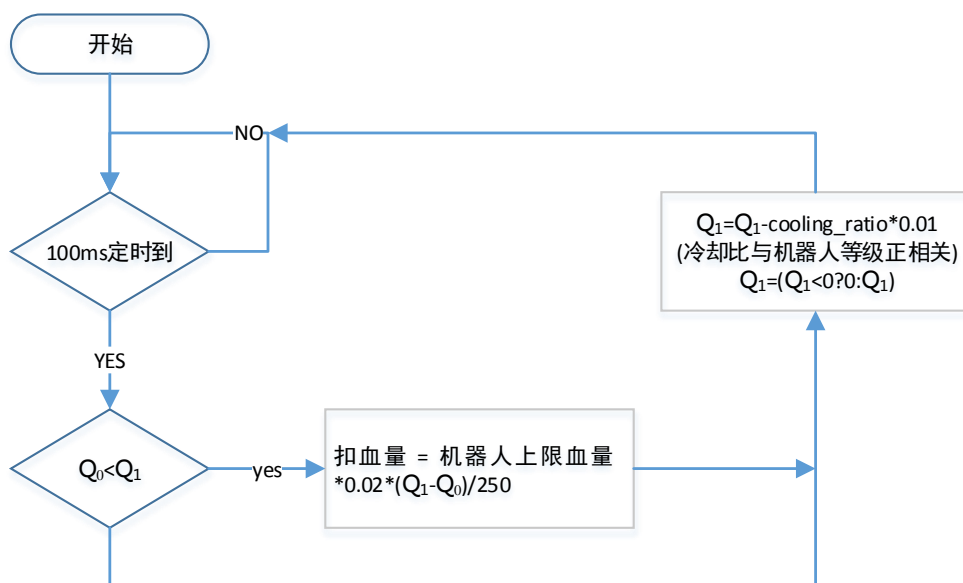 开始
NO
100ms定时到
Q₁=Q₁-cooling_ratio*0.01
(冷却比与机器人等级正相关)
Q₁=(Q₁<0?0:Q₁)
YES
Q₀<Q₁
yes
扣血量 = 机器人上限血量
*0.02*(Q₁-Q₀)/250